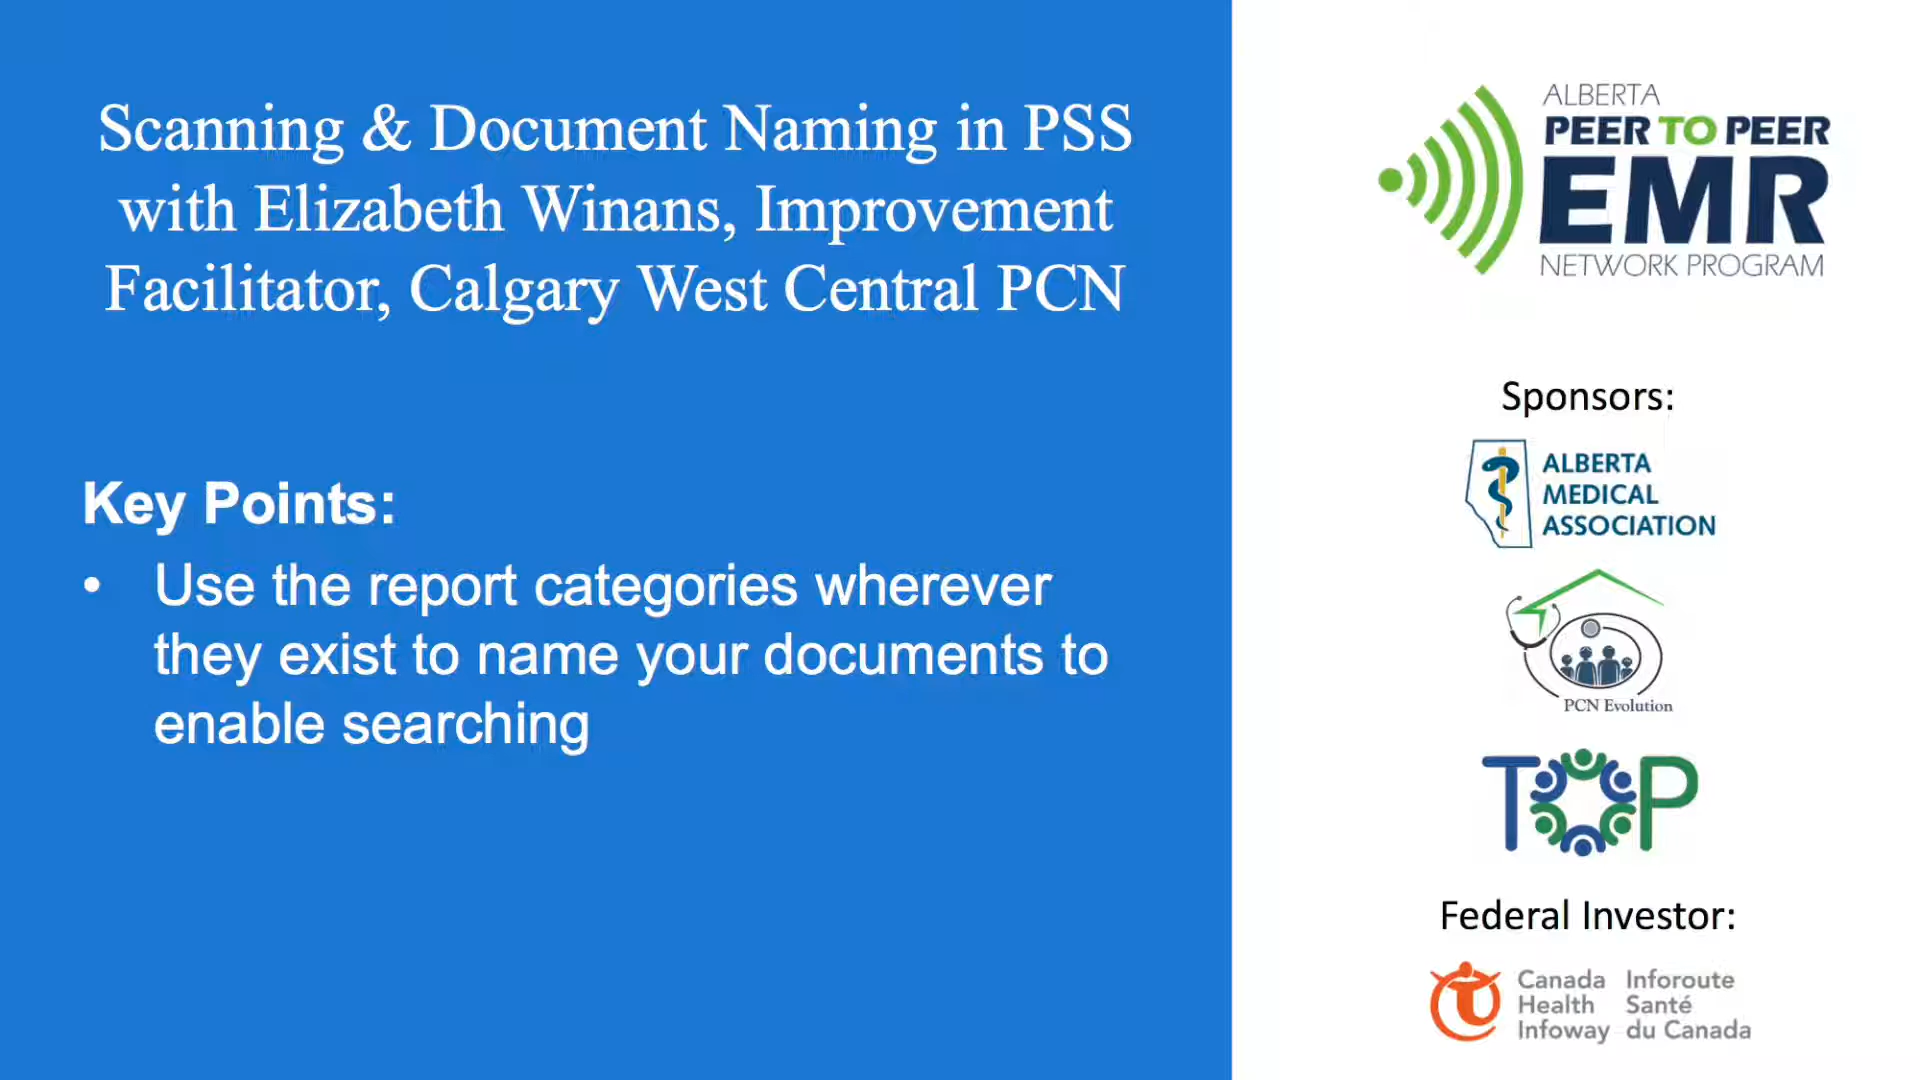 Scanning & Document Naming in PSS
with Elizabeth Winans, Improvement
Facilitator, Calgary West Central PCN
Key Points:
• Use the report categories wherever
they exist to name your documents to
enable searching
ALBERTA
PEER TO PEER
EMR
NETWORK PROGRAM
Sponsors:
ALBERTA
MEDICAL
ASSOCIATION
PCN Evolution
TOP
Federal Investor:
Canada Health Infoway
Inforoute Santé du Canada